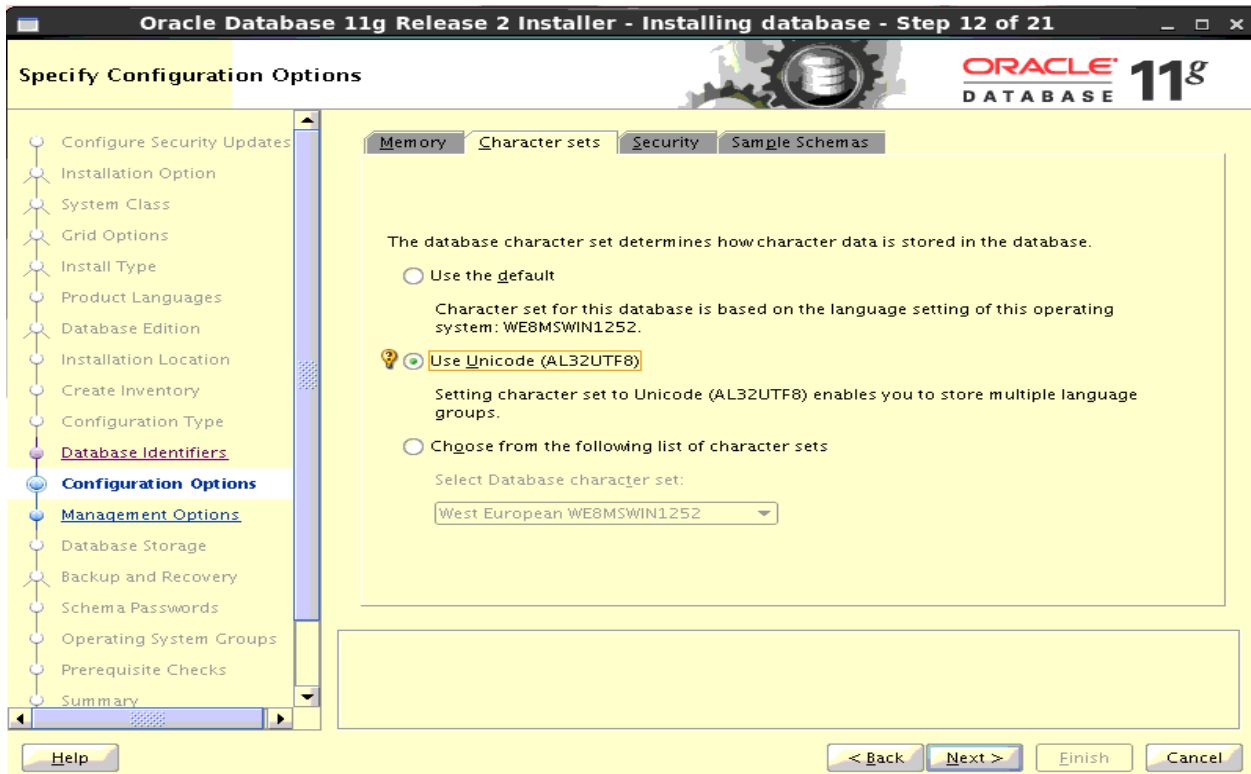 Oracle Database 11g Release 2 Installer - Installing database - Step 12 of 21
Specify Configuration Options
ORACLE
DATABASE
11g
Configure Security Updates
Installation Option
System Class
Grid Options
Install Type
Product Languages
Database Edition
Installation Location
Create Inventory
Configuration Type
Database Identifiers
Configuration Options
Management Options
Database Storage
Backup and Recovery
Schema Passwords
Operating System Groups
Prerequisite Checks
Summary
Memory
Character sets
Security
Sample Schemas
The database character set determines how character data is stored in the database.
Use the default
Character set for this database is based on the language setting of this operating
system: WE8MSWIN1252.
Use Unicode (AL32UTF8)
Setting character set to Unicode (AL32UTF8) enables you to store multiple language
groups.
Choose from the following list of character sets
Select Database character set:
West European WE8MSWIN1252
Help
< Back
Next >
Finish
Cancel